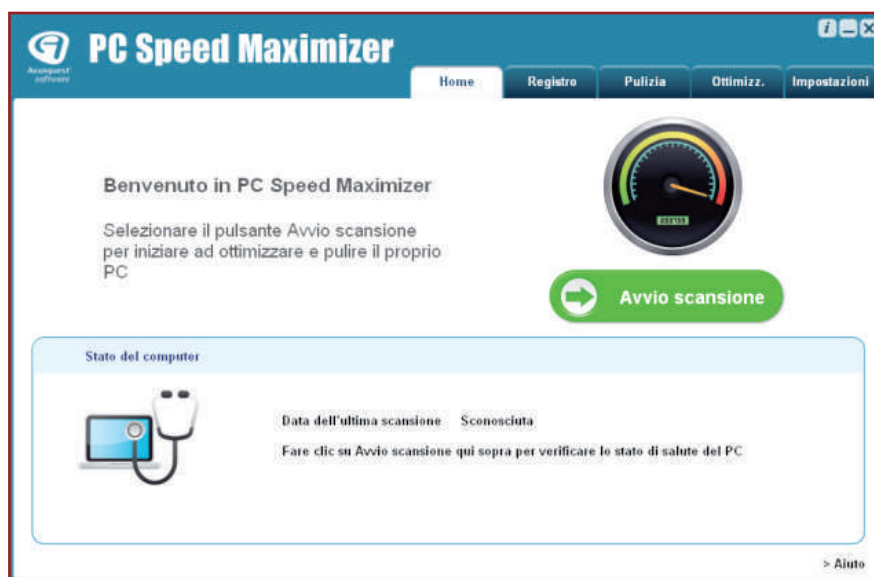 PC Speed Maximizer
Avanquest
software
Home Registro Pulizia Ottimizz. Impostazioni
Benvenuto in PC Speed Maximizer
Selezionare il pulsante Avvio scansione
per iniziare ad ottimizzare e pulire il proprio
PC
Avvio scansione
Stato del computer
Data dell'ultima scansione Sconosciuta
Fare clic su Avvio scansione qui sopra per verificare lo stato di salute del PC
> Aiuto